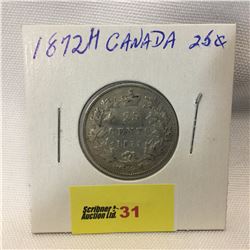 1872H CANADA 25¢
25
CENTS
Scribner
Auction Ltd. 31